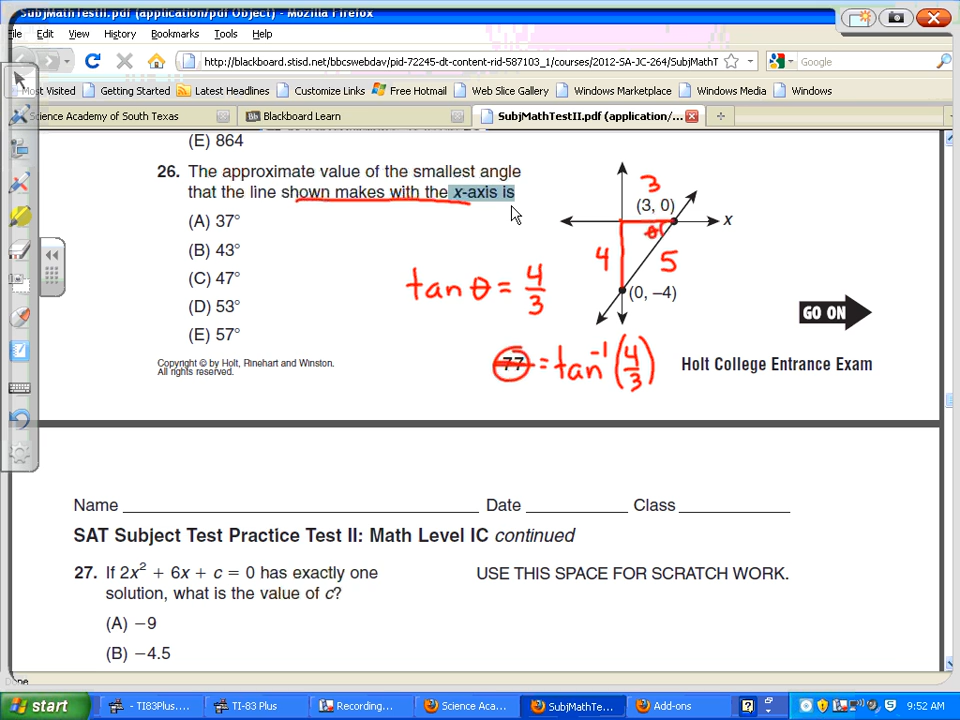 SubjMathTestII.pdf (application/pdf Object) - Mozilla Firefox
File Edit View History Bookmarks Tools Help
http://blackboard.stisd.net/bbcswebdav/pid-72245-dt-content-rid-587103_1/courses/2012-SA-JC-264/SubjMathT
Google
Most Visited Getting Started Latest Headlines Customize Links Free Hotmail Web Slice Gallery Windows Marketplace Windows Media Windows
Science Academy of South Texas Blackboard Learn SubjMathTestII.pdf (application/...
(E) 864
26. The approximate value of the smallest angle
that the line shown makes with the x-axis is
(A) 37°
(B) 43°
(C) 47°
(D) 53°
(E) 57°
3
(3, 0)
x
θ
4
5
(0, –4)
tan θ = 4/3
GO ON
77
θ = tan⁻¹(4/3)
Copyright © by Holt, Rinehart and Winston.
All rights reserved.
Holt College Entrance Exam
Name Date Class
SAT Subject Test Practice Test II: Math Level IC continued
27. If 2x² + 6x + c = 0 has exactly one
solution, what is the value of c?
USE THIS SPACE FOR SCRATCH WORK.
(A) −9
(B) −4.5
Done
start - TI83Plus.... TI-83 Plus Recording... Science Aca... SubjMathTe... Add-ons 9:52 AM